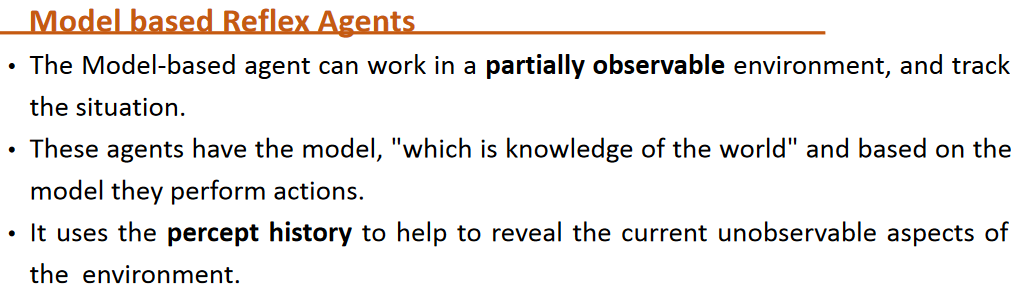 Model based Reflex Agents
• The Model-based agent can work in a partially observable environment, and track
the situation.
• These agents have the model, "which is knowledge of the world" and based on the
model they perform actions.
• It uses the percept history to help to reveal the current unobservable aspects of
the environment.